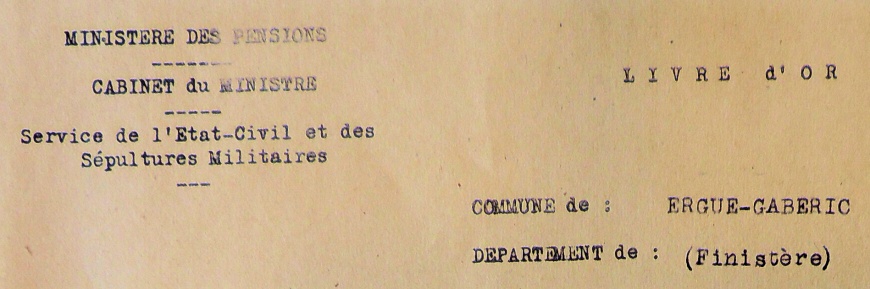 MINISTERE DES PENSIONS
-------
CABINET du MINISTRE
-----
Service de l'Etat-Civil et des
Sépultures Militaires
---
LIVRE d'OR
COMMUNE de : ERGUE-GABERIC
DEPARTEMENT de : (Finistère)